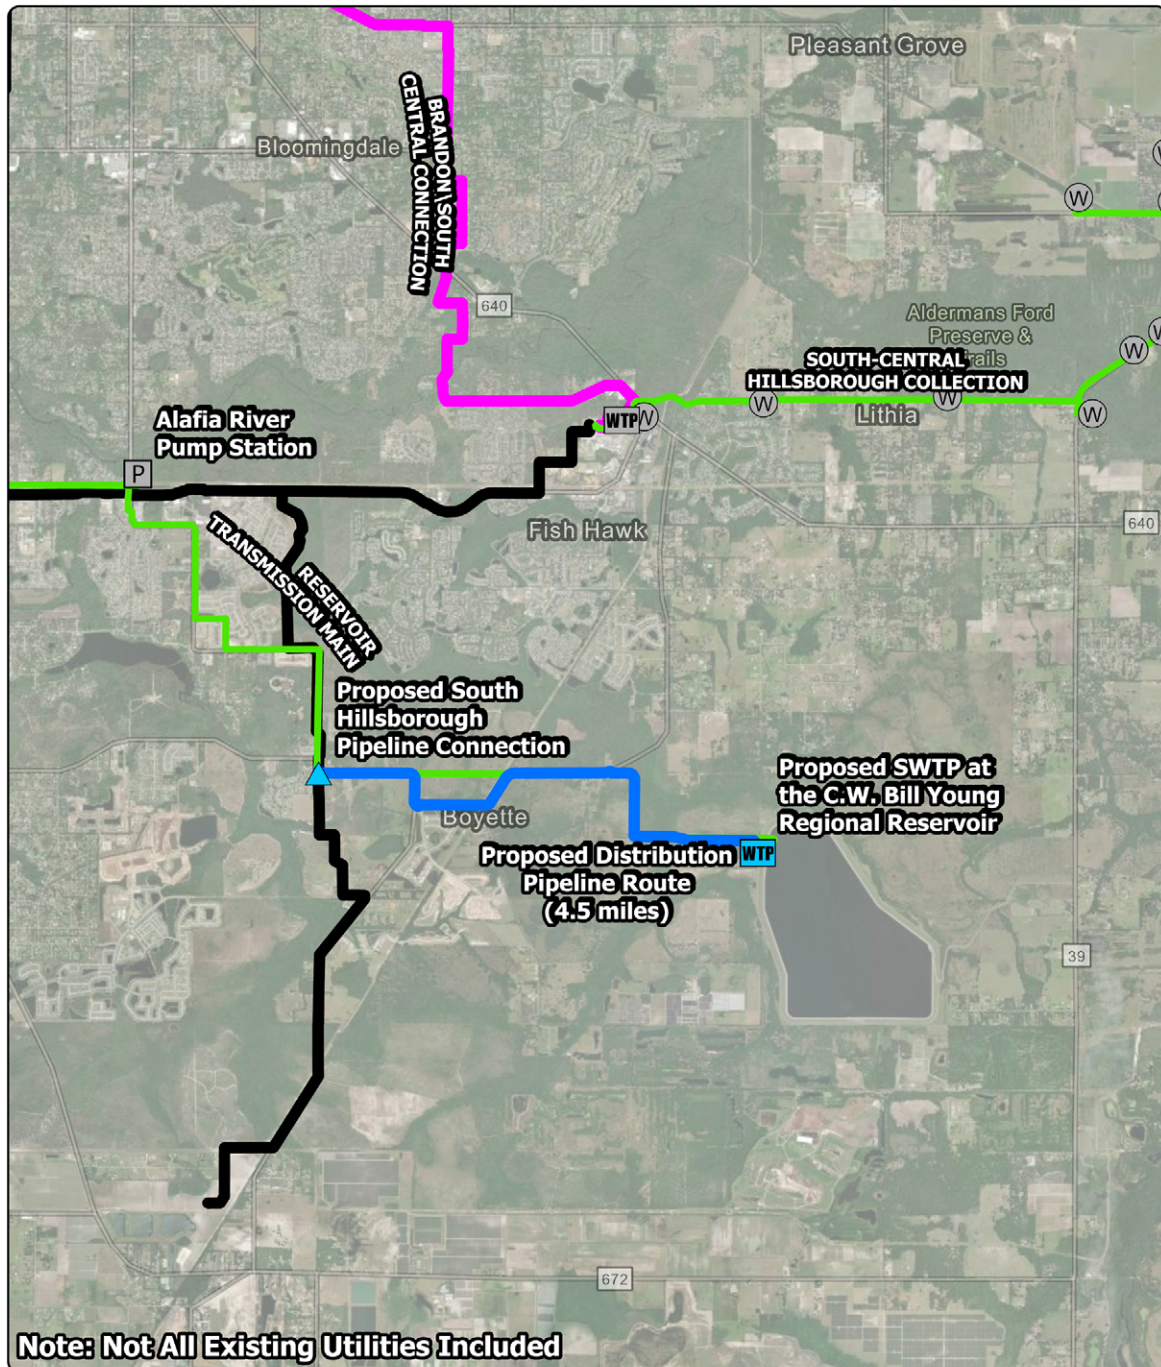 Pleasant Grove
Bloomingdale
BRANDON\SOUTH
CENTRAL CONNECTION
W
W
W
640
Aldermans Ford
Preserve &
rails
SOUTH-CENTRAL
HILLSBOROUGH COLLECTION
W
W
W
W
W
Lithia
WTP
W
Alafia River
Pump Station
P
640
Fish Hawk
RESERVOIR
TRANSMISSION MAIN
Proposed South
Hillsborough
Pipeline Connection
Proposed SWTP at
the C.W. Bill Young
Regional Reservoir
Boyette
WTP
Proposed Distribution
Pipeline Route
(4.5 miles)
39
672
Note: Not All Existing Utilities Included